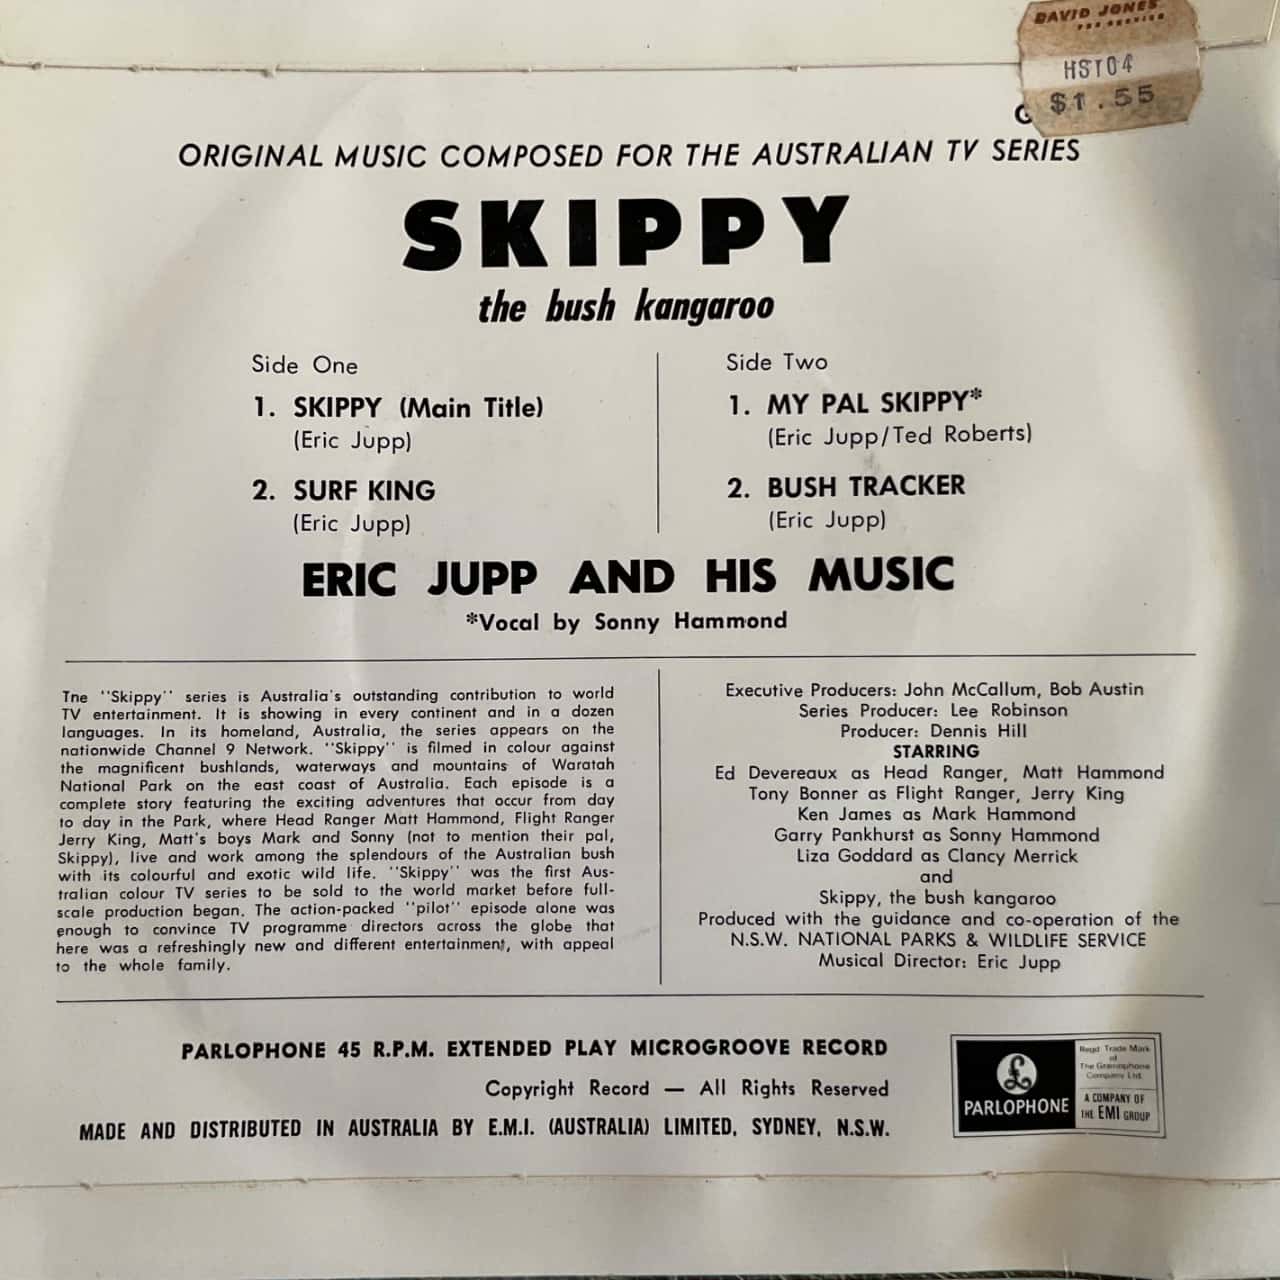 DAVID JONES
FOR SERVICE
HST04
$1.55
ORIGINAL MUSIC COMPOSED FOR THE AUSTRALIAN TV SERIES
SKIPPY
the bush kangaroo
Side One
1. SKIPPY (Main Title)
(Eric Jupp)
2. SURF KING
(Eric Jupp)
Side Two
1. MY PAL SKIPPY*
(Eric Jupp/Ted Roberts)
2. BUSH TRACKER
(Eric Jupp)
ERIC JUPP AND HIS MUSIC
*Vocal by Sonny Hammond
Tne "Skippy" series is Australia's outstanding contribution to world
TV entertainment. It is showing in every continent and in a dozen
languages. In its homeland, Australia, the series appears on the
nationwide Channel 9 Network. "Skippy" is filmed in colour against
the magnificent bushlands, waterways and mountains of Waratah
National Park on the east coast of Australia. Each episode is a
complete story featuring the exciting adventures that occur from day
to day in the Park, where Head Ranger Matt Hammond, Flight Ranger
Jerry King, Matt's boys Mark and Sonny (not to mention their pal,
Skippy), live and work among the splendours of the Australian bush
with its colourful and exotic wild life. "Skippy" was the first Aus-
tralian colour TV series to be sold to the world market before full-
scale production began. The action-packed "pilot" episode alone was
enough to convince TV programme directors across the globe that
here was a refreshingly new and different entertainment, with appeal
to the whole family.
Executive Producers: John McCallum, Bob Austin
Series Producer: Lee Robinson
Producer: Dennis Hill
STARRING
Ed Devereaux as Head Ranger, Matt Hammond
Tony Bonner as Flight Ranger, Jerry King
Ken James as Mark Hammond
Garry Pankhurst as Sonny Hammond
Liza Goddard as Clancy Merrick
and
Skippy, the bush kangaroo
Produced with the guidance and co-operation of the
N.S.W. NATIONAL PARKS & WILDLIFE SERVICE
Musical Director: Eric Jupp
PARLOPHONE 45 R.P.M. EXTENDED PLAY MICROGROOVE RECORD
Copyright Record — All Rights Reserved
MADE AND DISTRIBUTED IN AUSTRALIA BY E.M.I. (AUSTRALIA) LIMITED, SYDNEY, N.S.W.
£
PARLOPHONE
Regd. Trade Mark
of
The Gramophone
Company Ltd.
A COMPANY OF
THE EMI GROUP